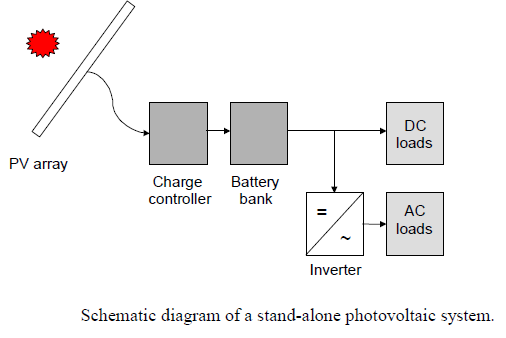 PV array
Charge
controller
Battery
bank
DC
loads
=
~
Inverter
AC
loads
Schematic diagram of a stand-alone photovoltaic system.